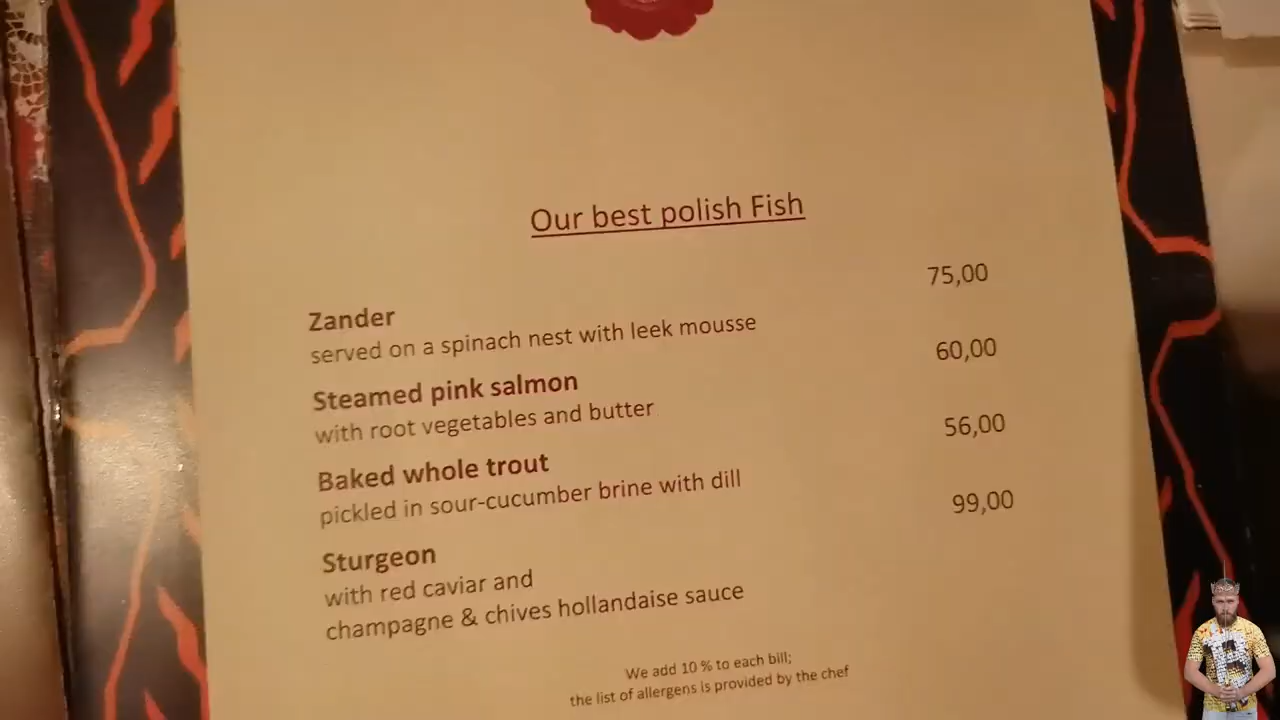 Our best polish Fish
Zander 75,00
served on a spinach nest with leek mousse
Steamed pink salmon 60,00
with root vegetables and butter
Baked whole trout 56,00
pickled in sour-cucumber brine with dill
Sturgeon 99,00
with red caviar and
champagne & chives hollandaise sauce
We add 10 % to each bill;
the list of allergens is provided by the chef